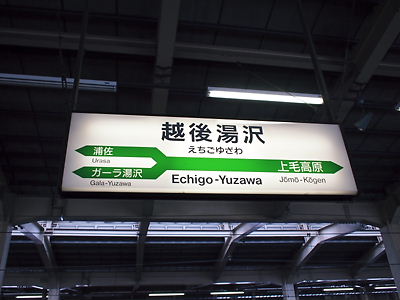 越後湯沢
えちごゆざわ
Echigo-Yuzawa
浦佐
Urasa
ガーラ湯沢
Gala-Yuzawa
上毛高原
Jōmō-Kōgen